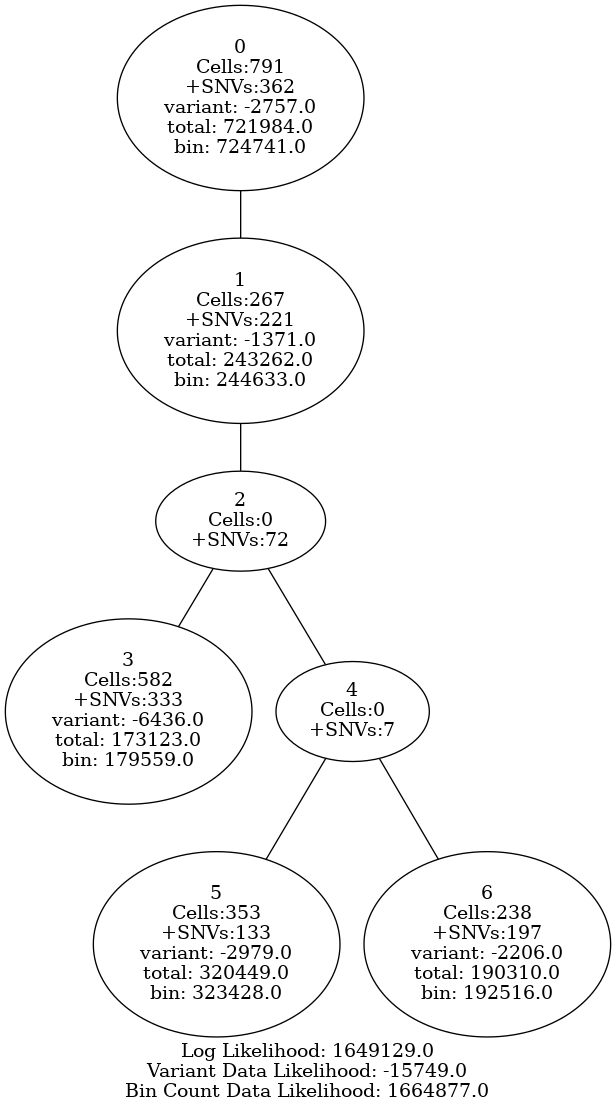 0
Cells:791
+SNVs:362
variant: -2757.0
total: 721984.0
bin: 724741.0
1
Cells:267
+SNVs:221
variant: -1371.0
total: 243262.0
bin: 244633.0
2
Cells:0
+SNVs:72
3
Cells:582
+SNVs:333
variant: -6436.0
total: 173123.0
bin: 179559.0
4
Cells:0
+SNVs:7
5
Cells:353
+SNVs:133
variant: -2979.0
total: 320449.0
bin: 323428.0
6
Cells:238
+SNVs:197
variant: -2206.0
total: 190310.0
bin: 192516.0
Log Likelihood: 1649129.0
Variant Data Likelihood: -15749.0
Bin Count Data Likelihood: 1664877.0